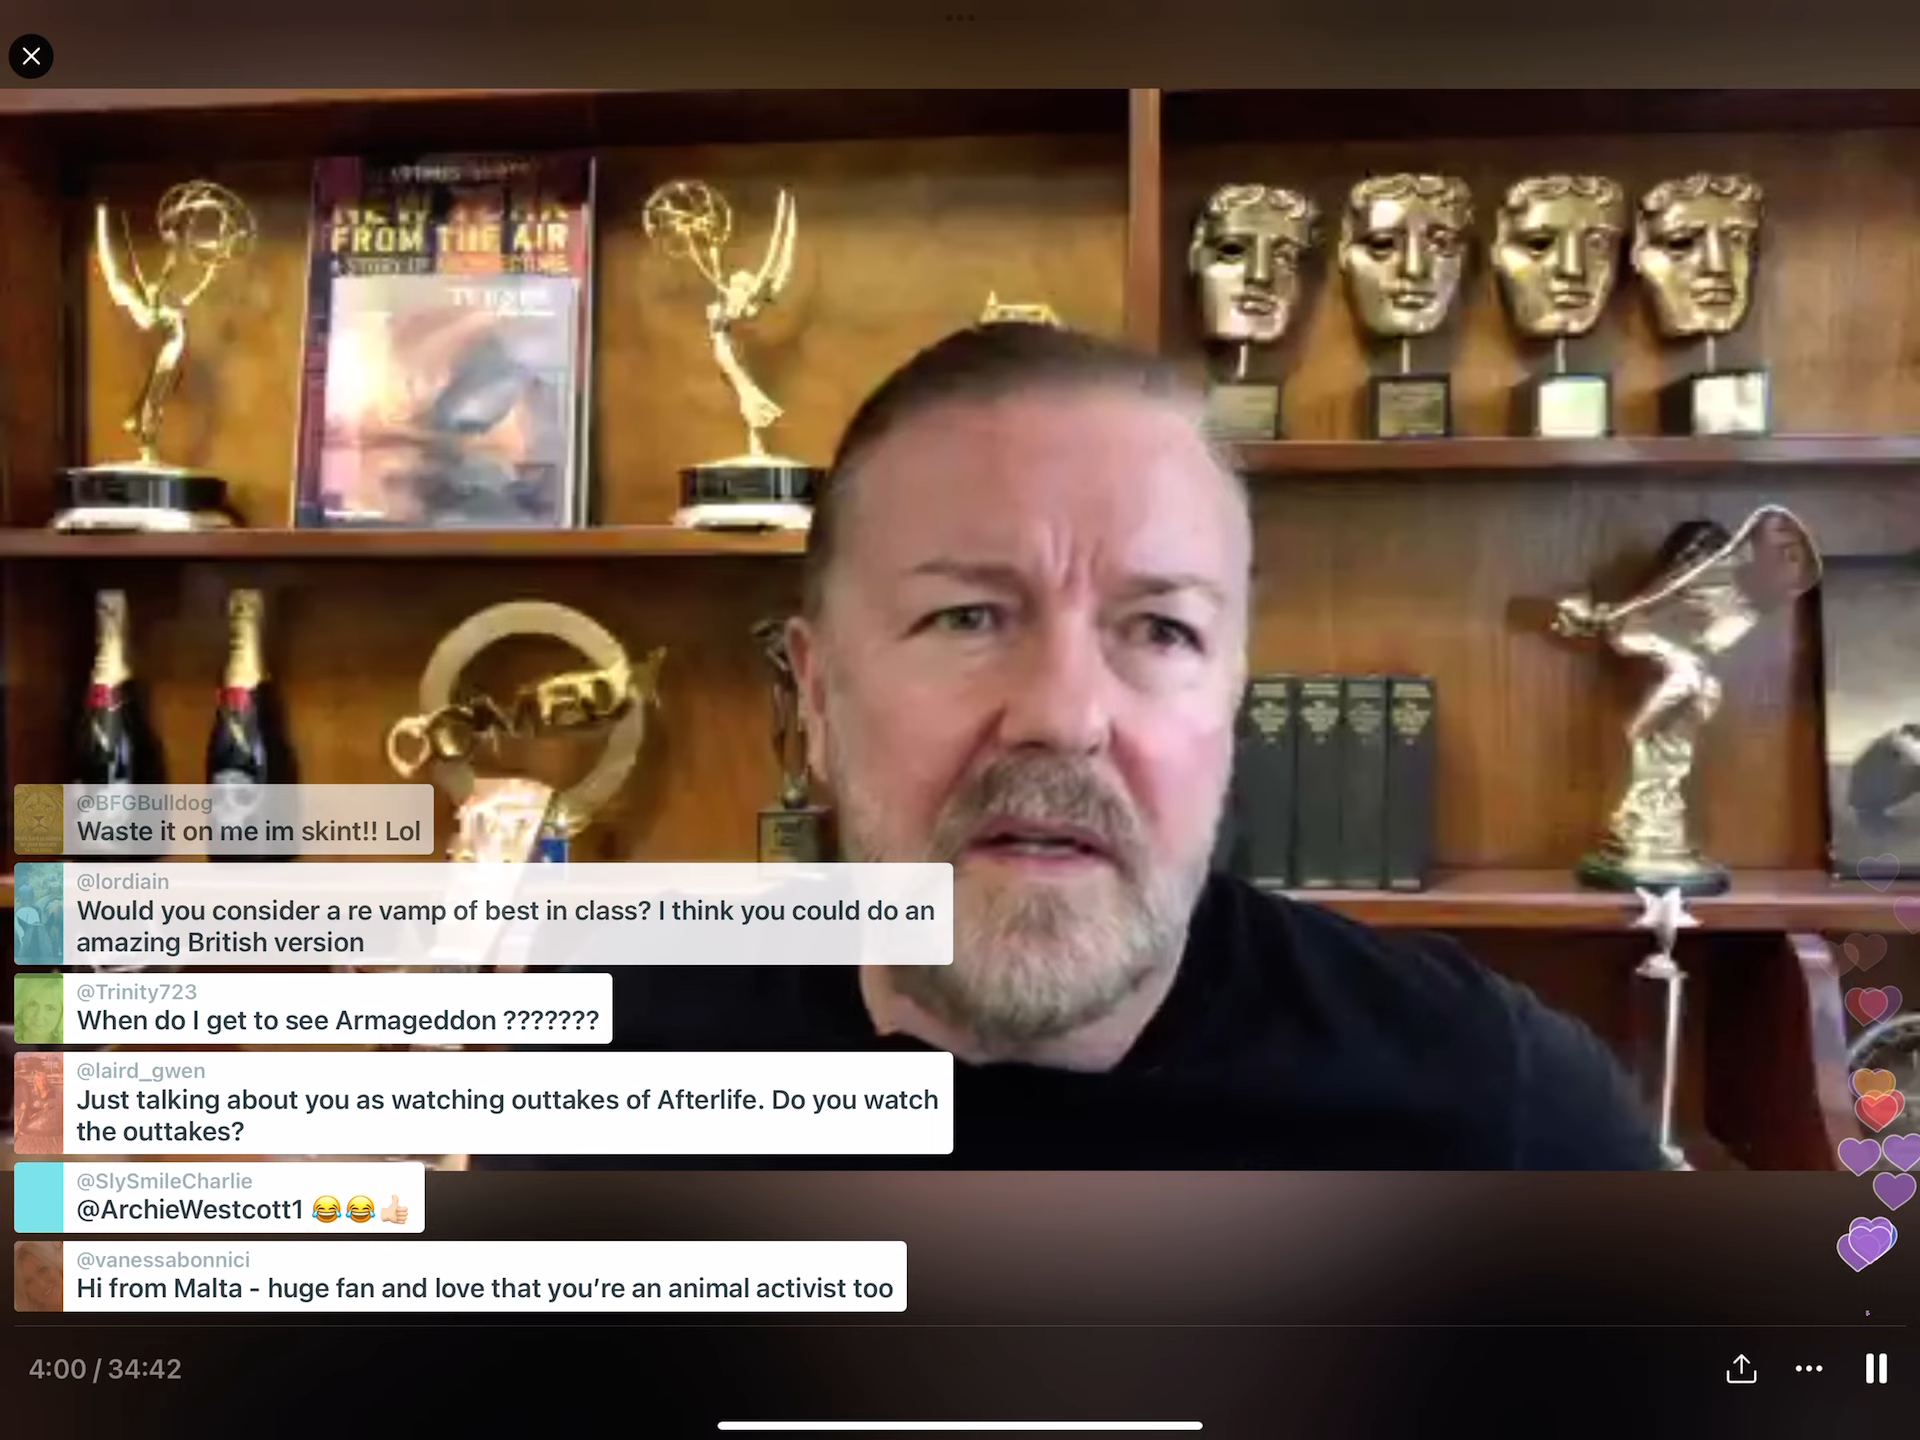 FROM THE AIR
COMEDY
@BFGBulldog
Waste it on me im skint!! Lol
@lordiain
Would you consider a re vamp of best in class? I think you could do an
amazing British version
@Trinity723
When do I get to see Armageddon ???????
@laird_gwen
Just talking about you as watching outtakes of Afterlife. Do you watch
the outtakes?
@SlySmileCharlie
@ArchieWestcott1 😂😂👍🏻
@vanessabonnici
Hi from Malta - huge fan and love that you’re an animal activist too
4:00 / 34:42